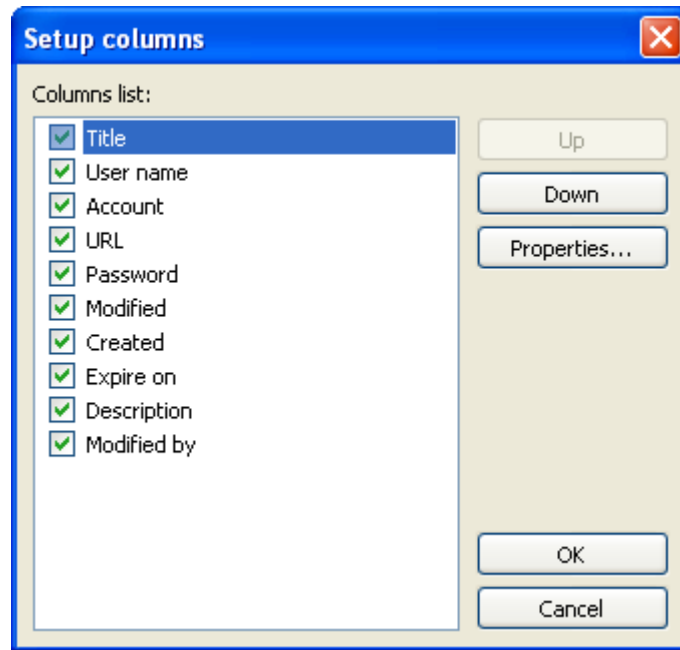 Setup columns
Columns list:
Title
User name
Account
URL
Password
Modified
Created
Expire on
Description
Modified by
Up
Down
Properties...
OK
Cancel